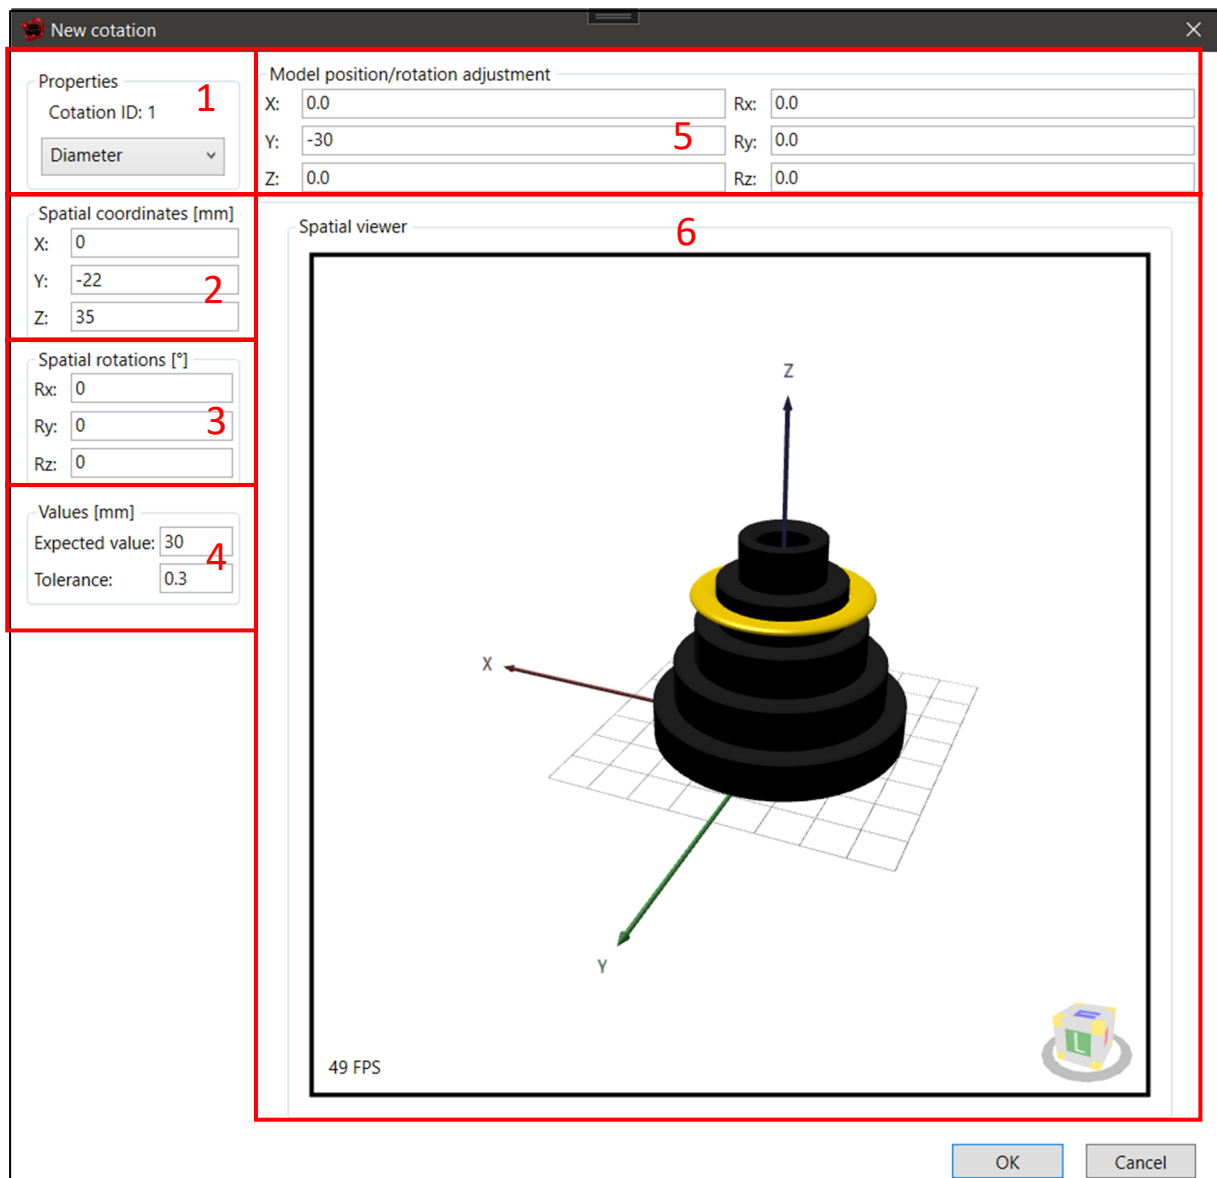 New cotation
Properties
1
Cotation ID: 1
Diameter
Spatial coordinates [mm]
X: 0
Y: -22
2
Z: 35
Spatial rotations [°]
Rx: 0
Ry: 0
3
Rz: 0
Values [mm]
Expected value: 30
4
Tolerance: 0.3
Model position/rotation adjustment
X: 0.0 Rx: 0.0
Y: -30 5 Ry: 0.0
Z: 0.0 Rz: 0.0
Spatial viewer
6
Z
X
Y
L
49 FPS
OK Cancel